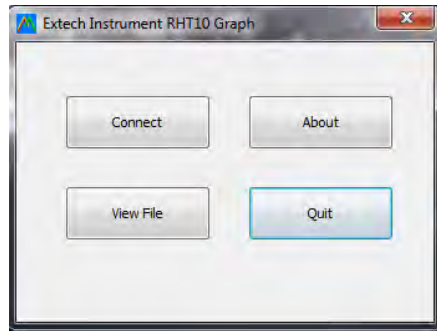 Extech Instrument RHT10 Graph
Connect
About
View File
Quit